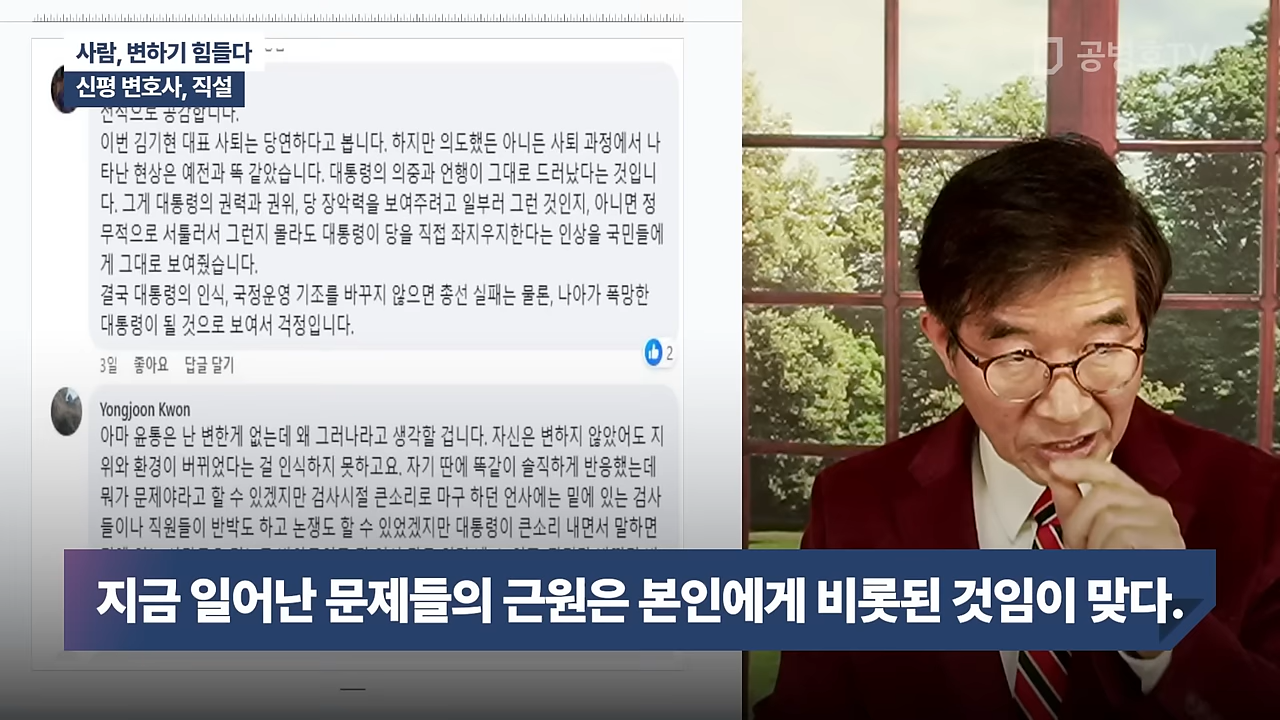 사람, 변하기 힘들다
신평 변호사, 직설
공병호TV
전적으로 공감합니다.
이번 김기현 대표 사퇴는 당연하다고 봅니다. 하지만 의도했든 아니든 사퇴 과정에서 나
타난 현상은 예전과 똑 같았습니다. 대통령의 의중과 언행이 그대로 드러났다는 것입니
다. 그게 대통령의 권력과 권위, 당 장악력을 보여주려고 일부러 그런 것인지, 아니면 정
무적으로 서툴러서 그런지 몰라도 대통령이 당을 직접 좌지우지한다는 인상을 국민들에
게 그대로 보여줬습니다.
결국 대통령의 인식, 국정운영 기조를 바꾸지 않으면 총선 실패는 물론, 나아가 폭망한
대통령이 될 것으로 보여서 걱정입니다.
3일 좋아요 답글 달기
2
Yongjoon Kwon
아마 윤통은 난 변한게 없는데 왜 그러나라고 생각할 겁니다. 자신은 변하지 않았어도 지
위와 환경이 버뀌었다는 걸 인식하지 못하고요. 자기 딴에 똑같이 솔직하게 반응했는데
뭐가 문제야라고 할 수 있겠지만 검사시절 큰소리로 마구 하던 언사에는 밑에 있는 검사
들이나 직원들이 반박도 하고 논쟁도 할 수 있었겠지만 대통령이 큰소리 내면서 말하면
지금 일어난 문제들의 근원은 본인에게 비롯된 것임이 맞다.